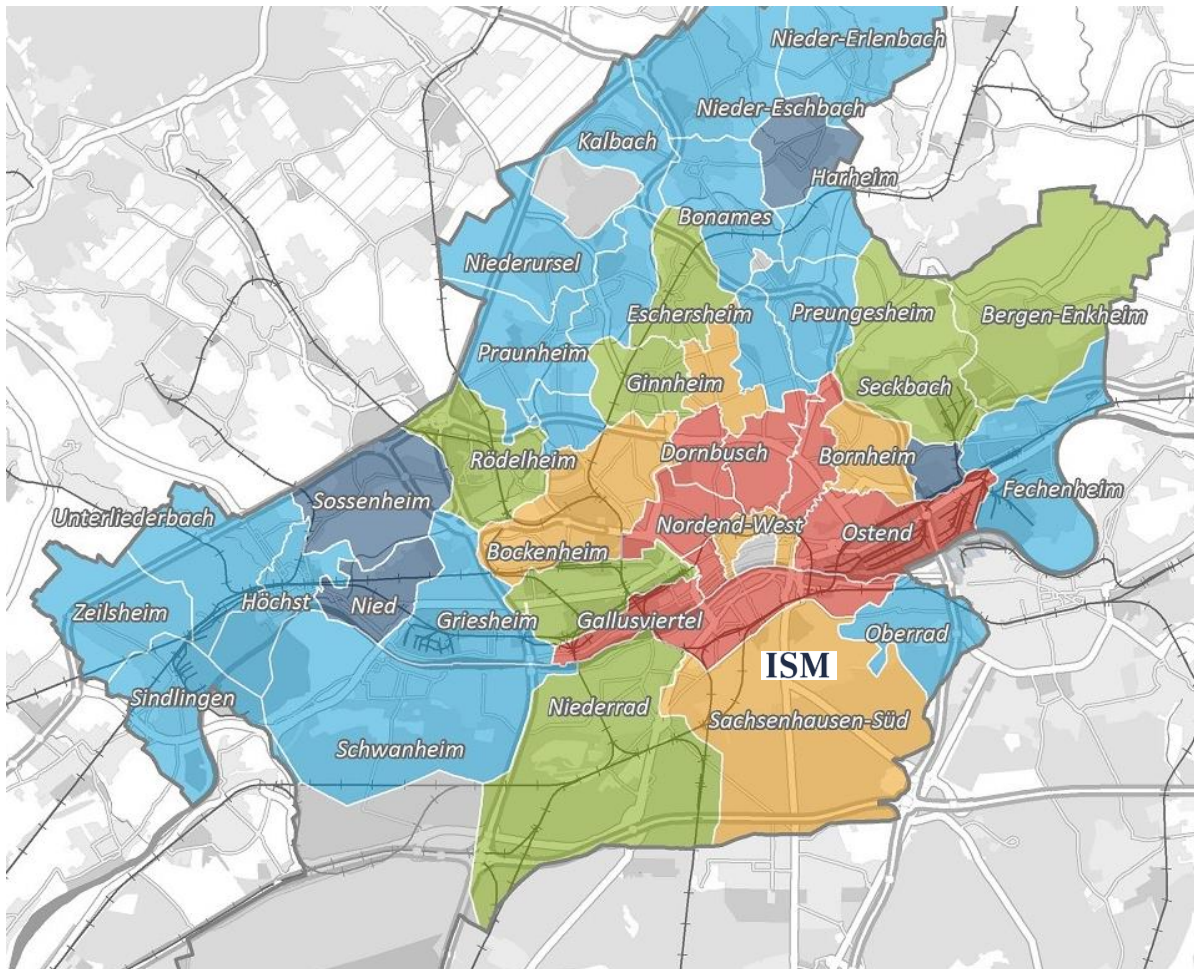 Nieder-Erlenbach
Nieder-Eschbach
Kalbach
Harheim
Bonames
Niederursel
Eschersheim
Preungesheim
Bergen-Enkheim
Praunheim
Ginnheim
Seckbach
Rödelheim
Dornbusch
Bornheim
Sossenheim
Fechenheim
Unterliederbach
Nordend-West
Ostend
Bockenheim
Zeilsheim
Höchst
Nied
Griesheim
Gallusviertel
Oberrad
ISM
Sindlingen
Niederrad
Sachsenhausen-Süd
Schwanheim